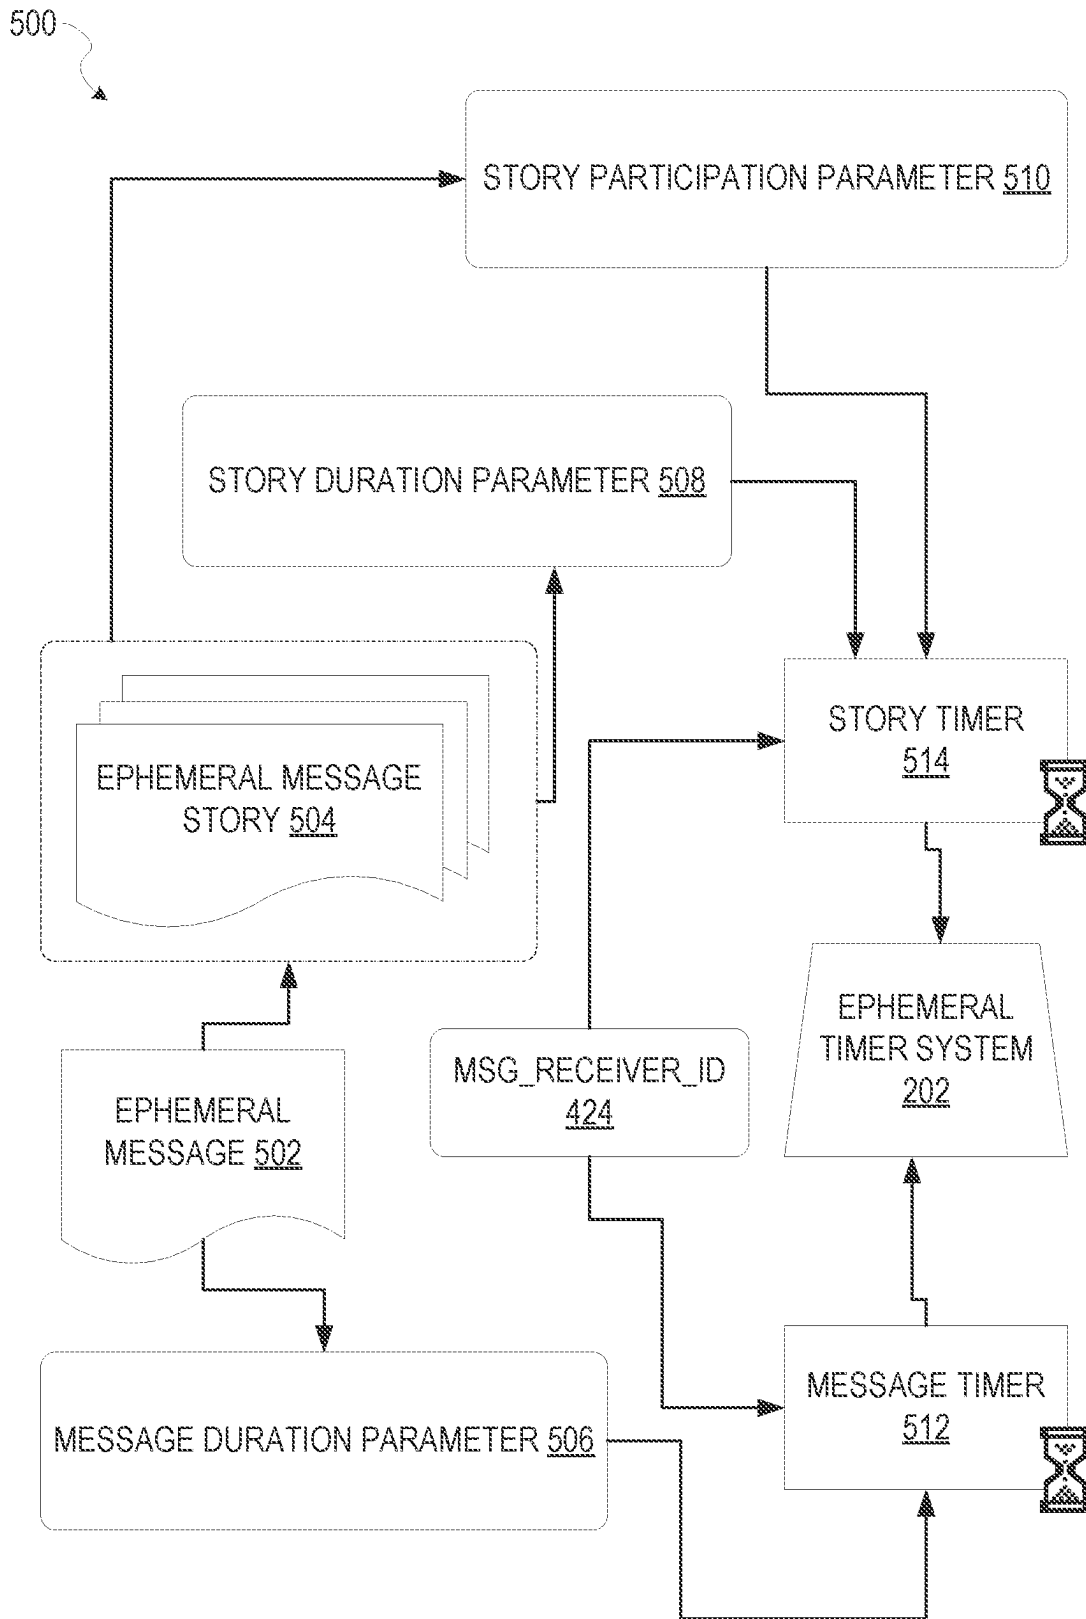 500
STORY PARTICIPATION PARAMETER 510
STORY DURATION PARAMETER 508
STORY TIMER
514
EPHEMERAL MESSAGE
STORY 504
EPHEMERAL
TIMER SYSTEM
202
MSG_RECEIVER_ID
424
EPHEMERAL
MESSAGE 502
MESSAGE TIMER
512
MESSAGE DURATION PARAMETER 506